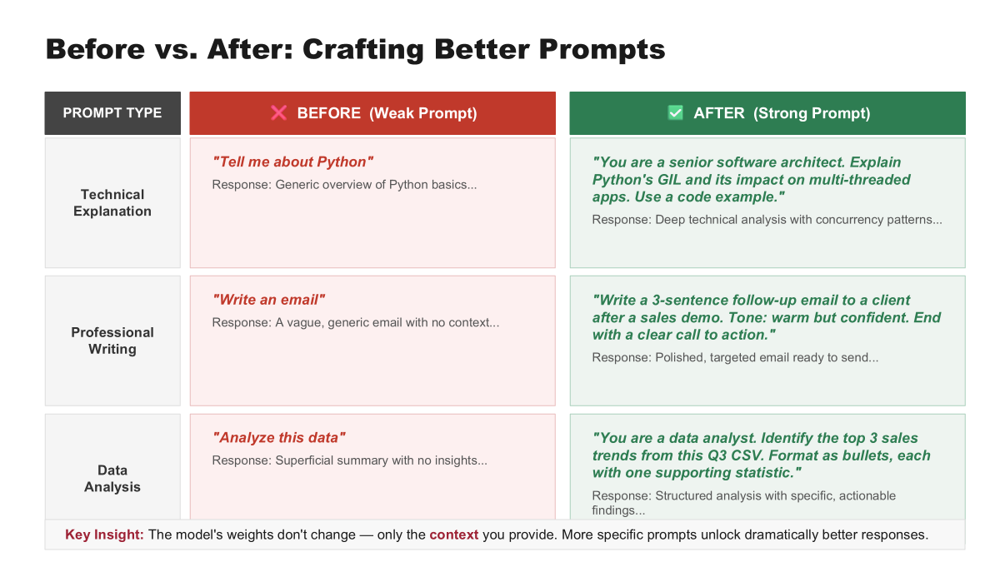 Before vs. After: Crafting Better Prompts
PROMPT TYPE
❌ BEFORE (Weak Prompt)
✅ AFTER (Strong Prompt)
Technical
Explanation
"Tell me about Python"
Response: Generic overview of Python basics...
"You are a senior software architect. Explain
Python's GIL and its impact on multi-threaded
apps. Use a code example."
Response: Deep technical analysis with concurrency patterns...
Professional
Writing
"Write an email"
Response: A vague, generic email with no context...
"Write a 3-sentence follow-up email to a client
after a sales demo. Tone: warm but confident. End
with a clear call to action."
Response: Polished, targeted email ready to send...
Data
Analysis
"Analyze this data"
Response: Superficial summary with no insights...
"You are a data analyst. Identify the top 3 sales
trends from this Q3 CSV. Format as bullets, each
with one supporting statistic."
Response: Structured analysis with specific, actionable
findings...
Key Insight: The model's weights don't change — only the context you provide. More specific prompts unlock dramatically better responses.